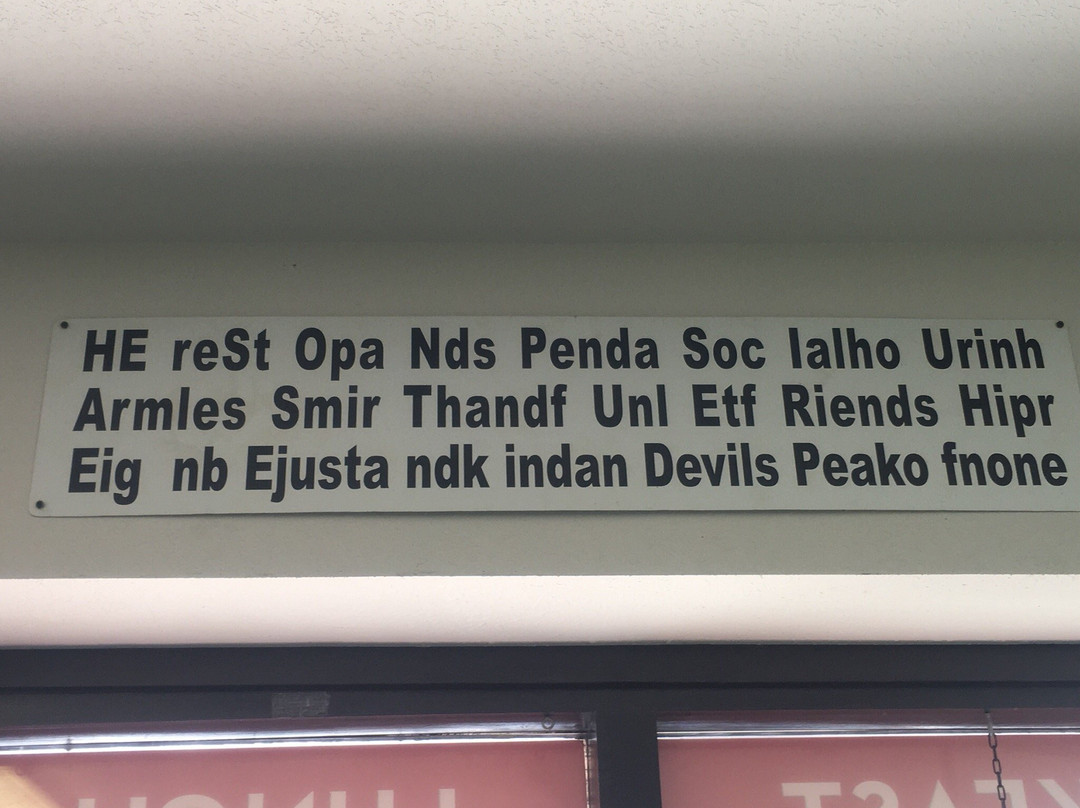 HE reSt Opa Nds Penda Soc Ialho Urinh
Armles Smir Thandf Unl Etf Riends Hipr
Eig nb Ejusta ndk indan Devils Peako fnone